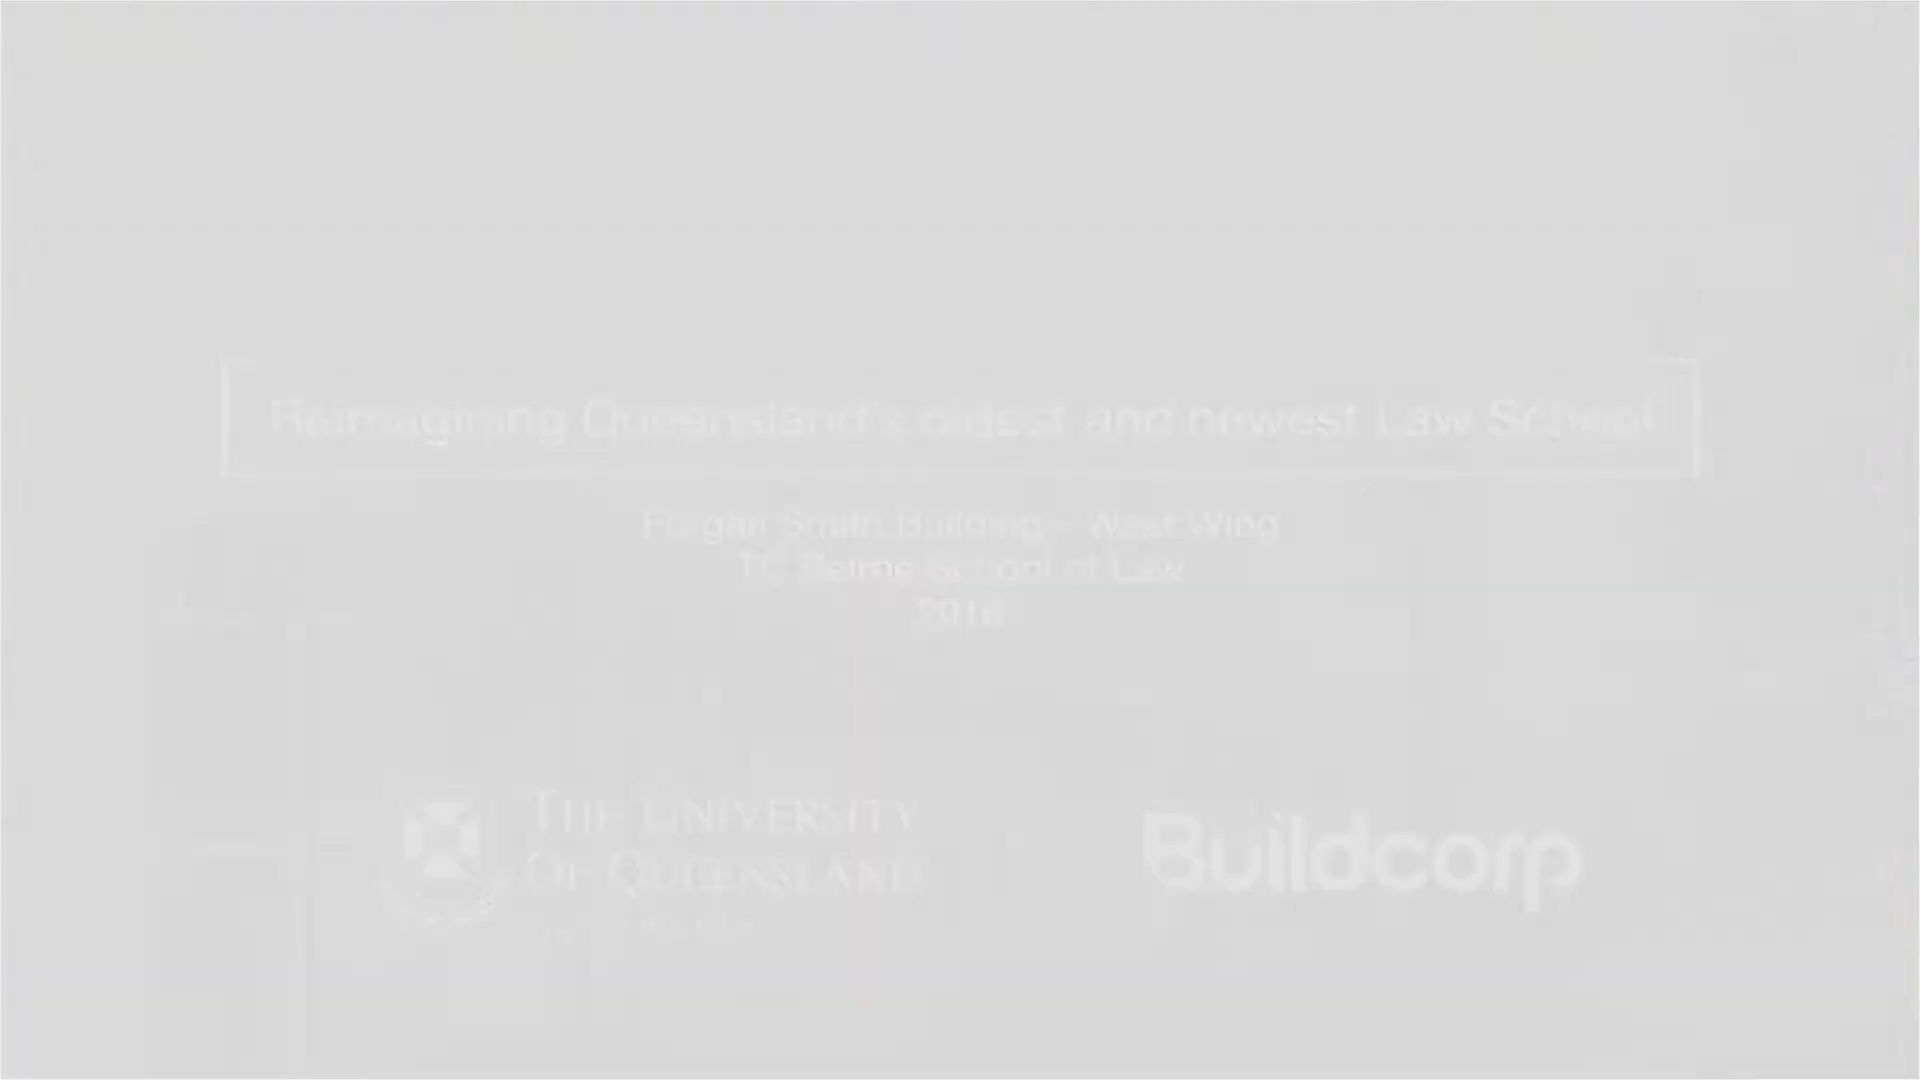 Reimagining Queensland's oldest and newest Law School
Forgan Smith Building - West Wing
TC Beirne School of Law
2016
THE UNIVERSITY
OF QUEENSLAND
Buildcorp